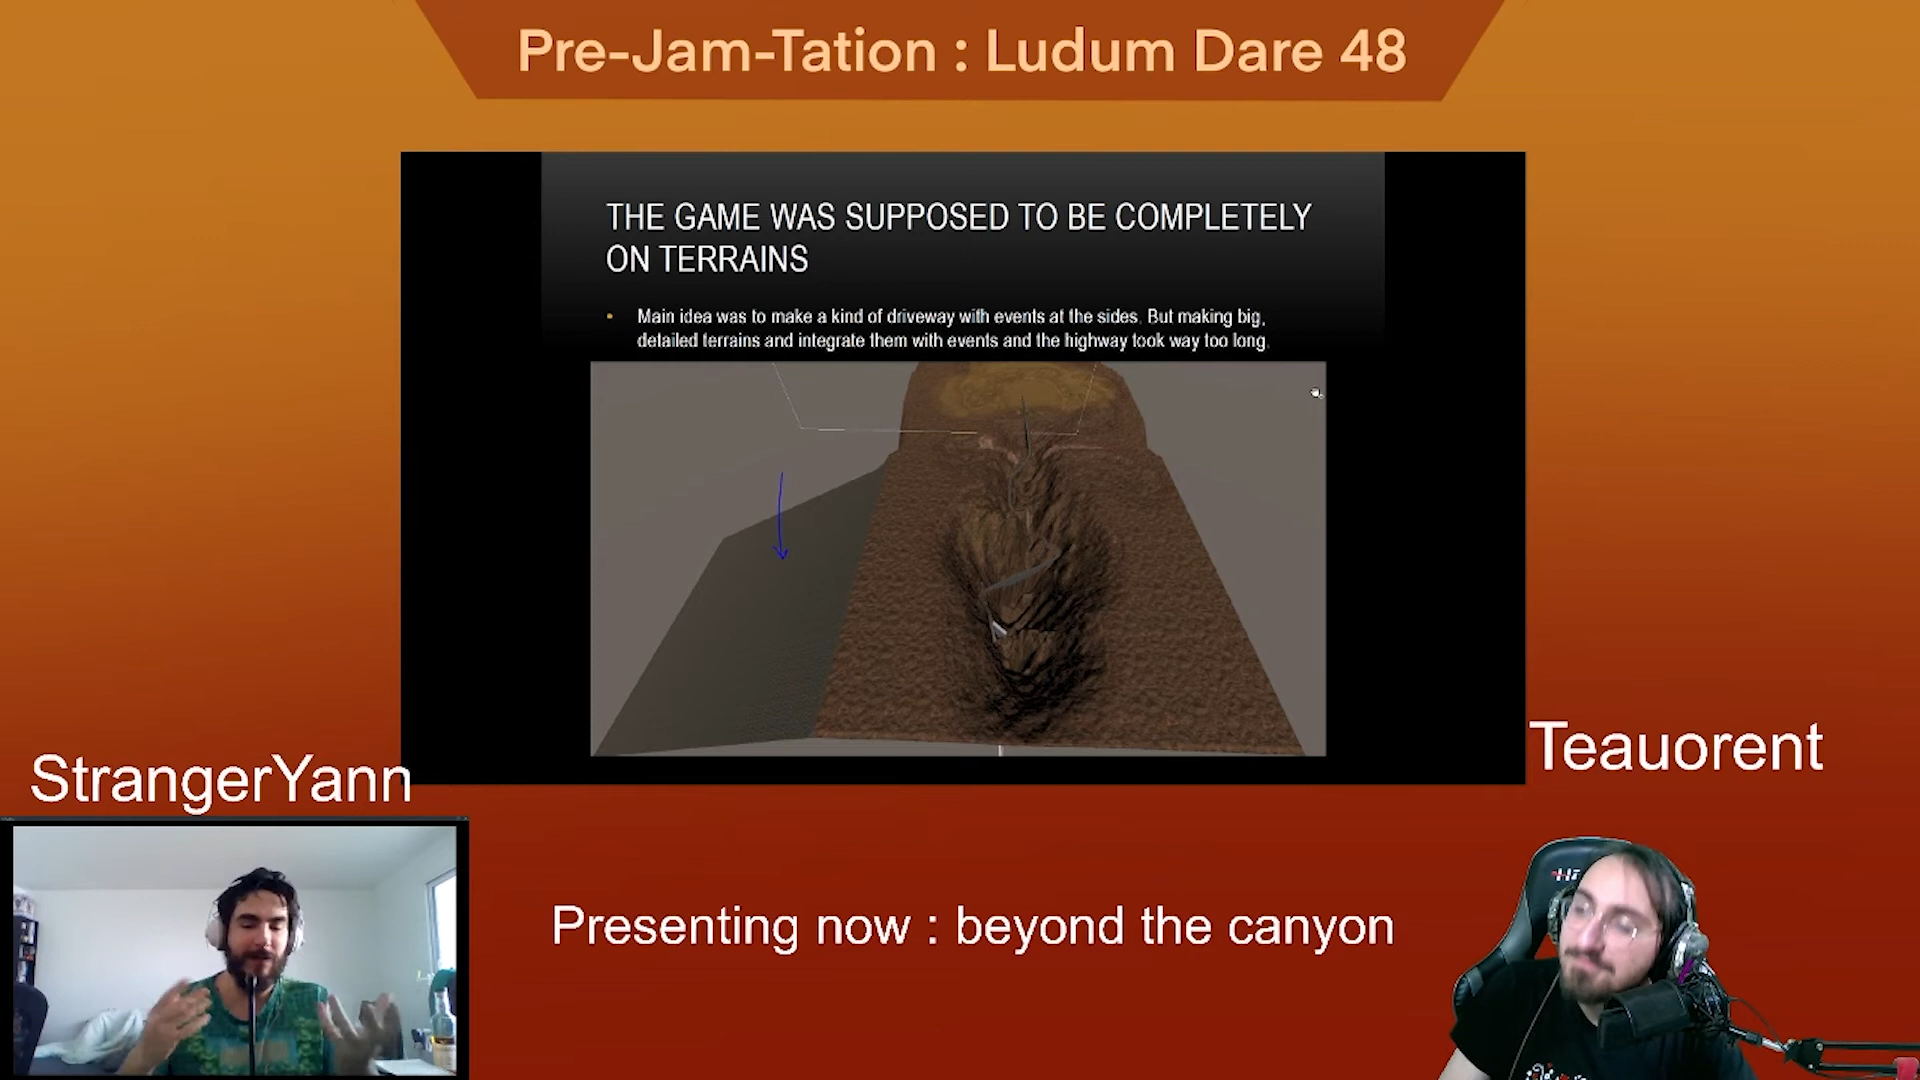 Pre-Jam-Tation : Ludum Dare 48
THE GAME WAS SUPPOSED TO BE COMPLETELY
ON TERRAINS
• Main idea was to make a kind of driveway with events at the sides. But making big,
detailed terrains and integrate them with events and the highway took way too long.
StrangerYann
Teauorent
Presenting now : beyond the canyon